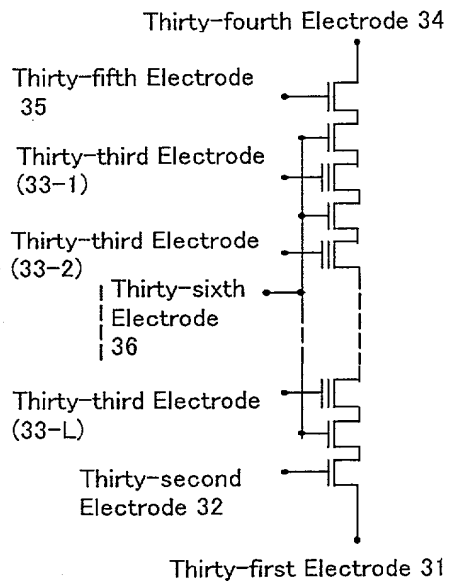 Thirty-fourth Electrode 34
Thirty-fifth Electrode
35
Thirty-third Electrode
(33-1)
Thirty-third Electrode
(33-2)
Thirty-sixth
Electrode
36
Thirty-third Electrode
(33-L)
Thirty-second
Electrode 32
Thirty-first Electrode 31